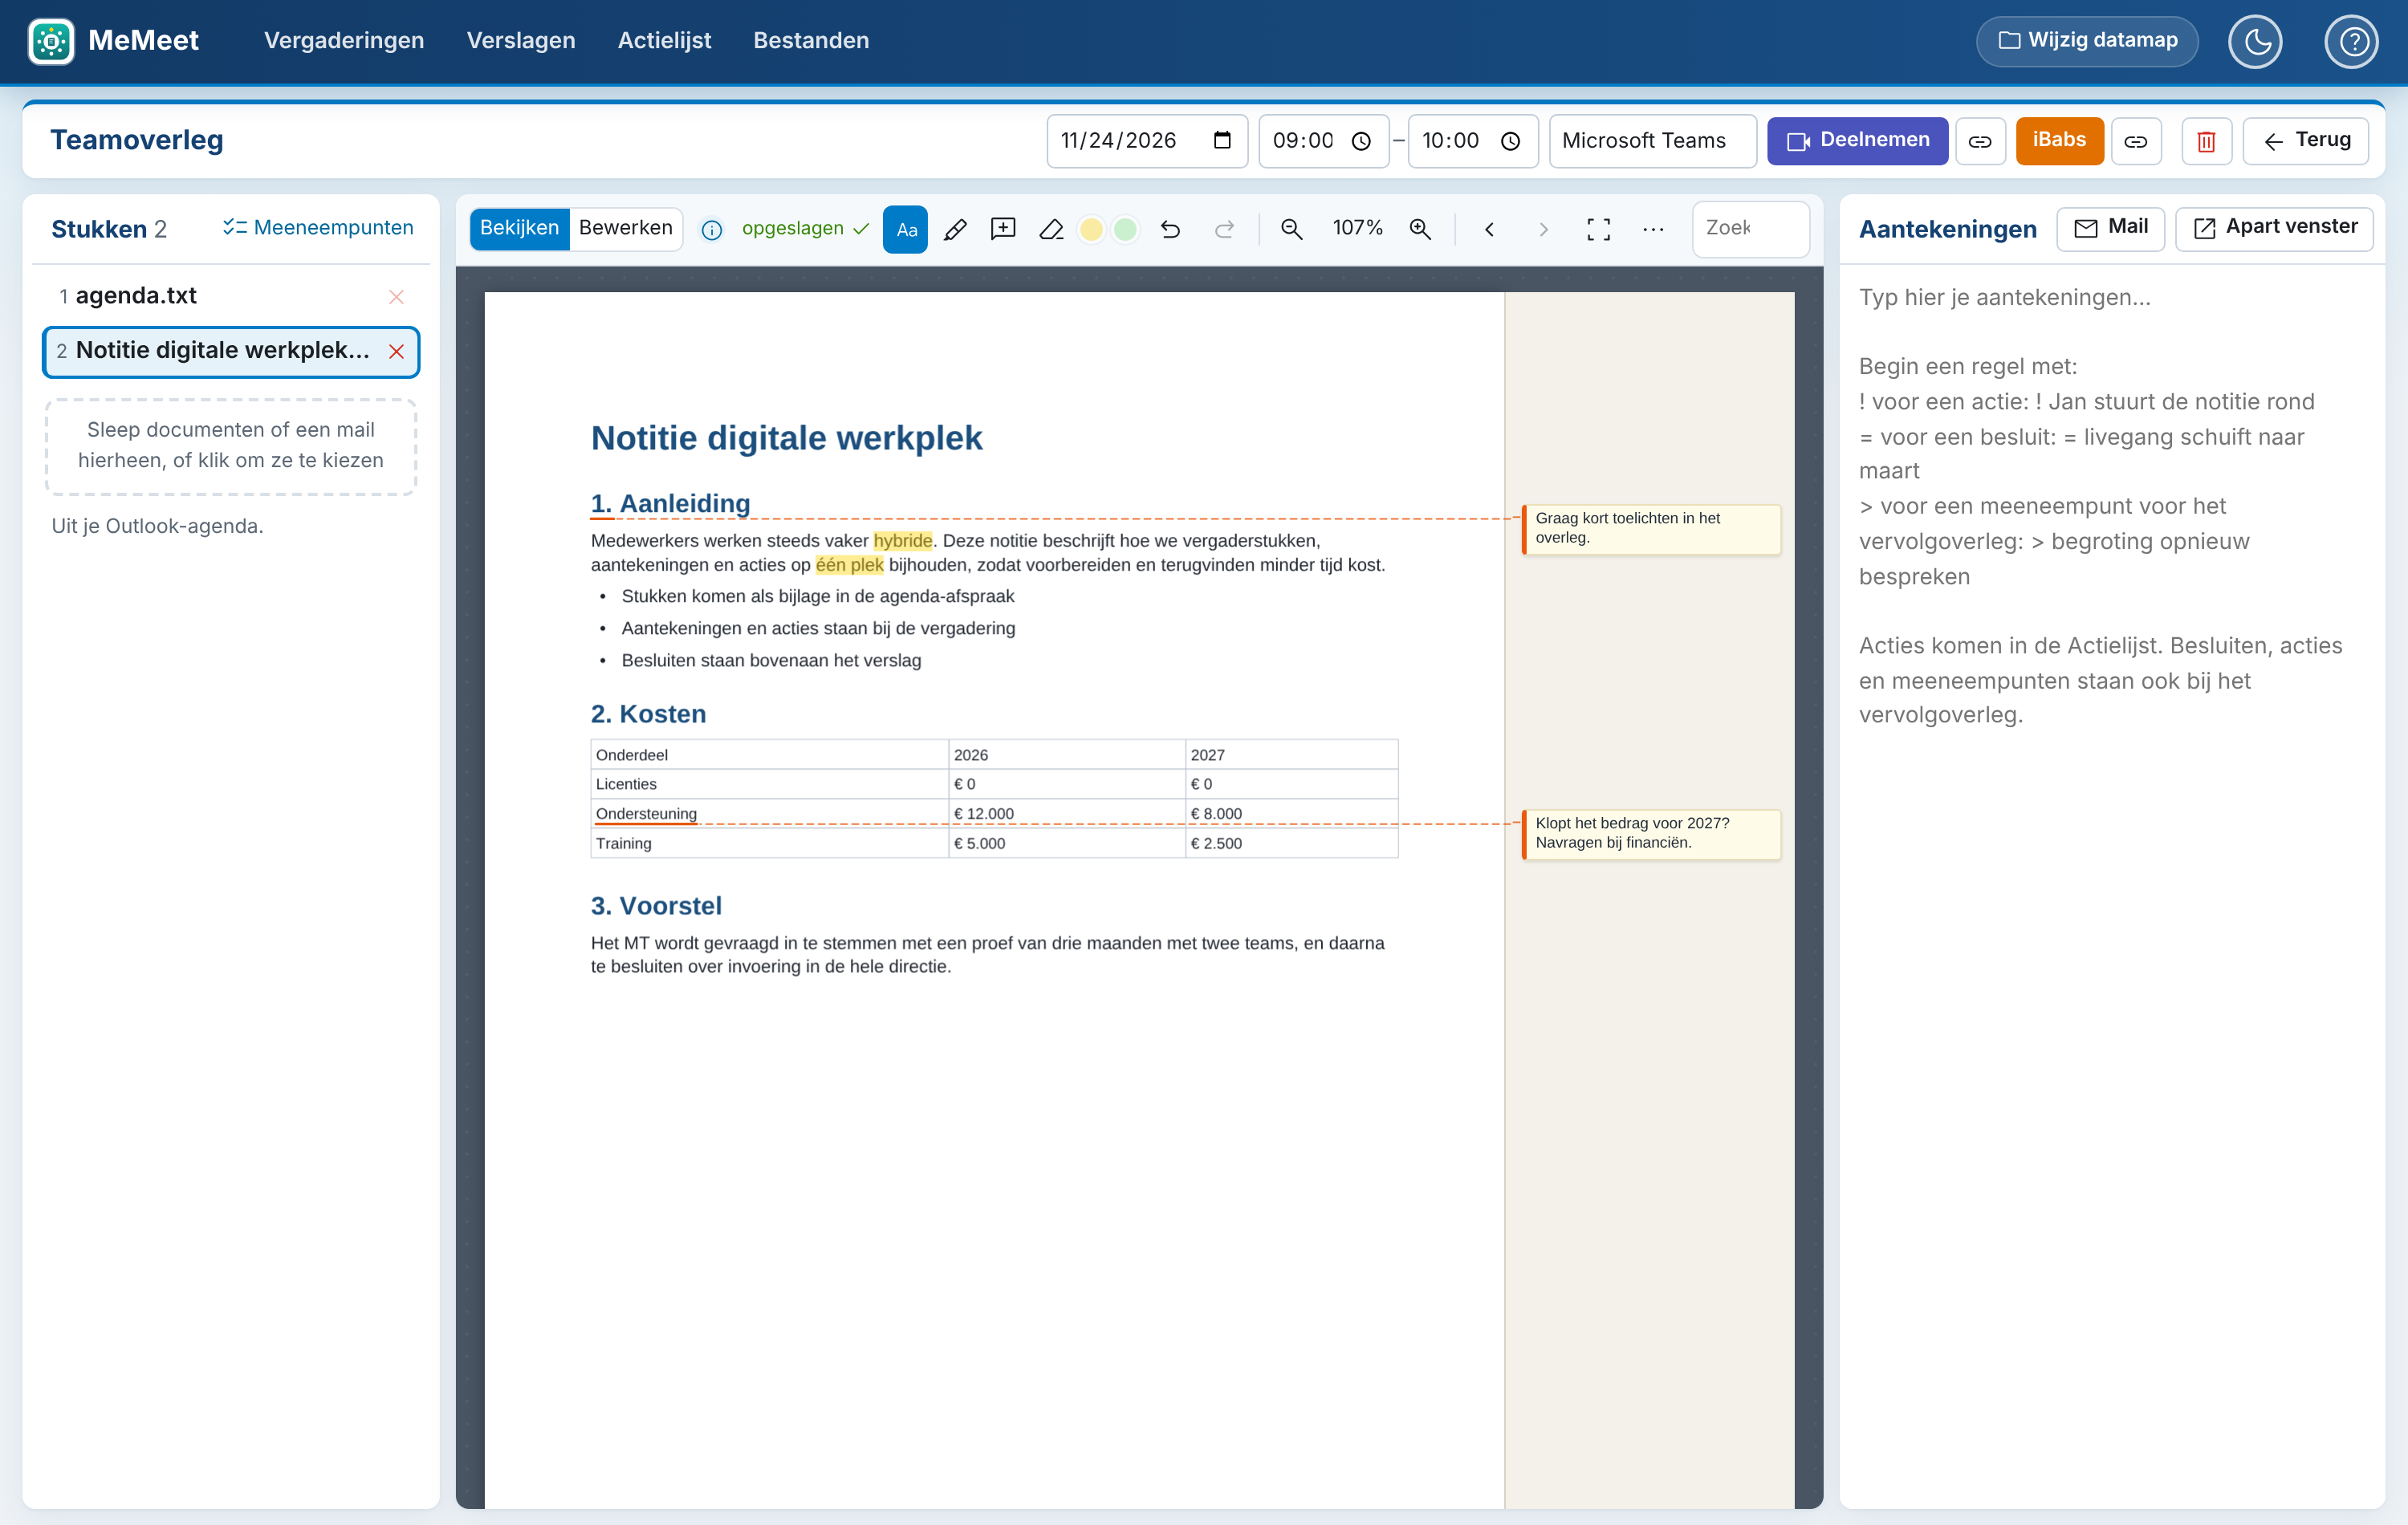 MeMeet
Vergaderingen
Verslagen
Actielijst
Bestanden
Wijzig datamap
Teamoverleg
11/24/2026
09:00
–
10:00
Microsoft Teams
Deelnemen
iBabs
Terug
Stukken 2
Meeneempunten
1 agenda.txt
2 Notitie digitale werkplek...
Sleep documenten of een mail
hierheen, of klik om ze te kiezen
Uit je Outlook-agenda.
Bekijken
Bewerken
opgeslagen
Aa
107%
Zoek
Notitie digitale werkplek
1. Aanleiding
Medewerkers werken steeds vaker hybride. Deze notitie beschrijft hoe we vergaderstukken,
aantekeningen en acties op één plek bijhouden, zodat voorbereiden en terugvinden minder tijd kost.
• Stukken komen als bijlage in de agenda-afspraak
• Aantekeningen en acties staan bij de vergadering
• Besluiten staan bovenaan het verslag
2. Kosten
Onderdeel 2026 2027
Licenties € 0 € 0
Ondersteuning € 12.000 € 8.000
Training € 5.000 € 2.500
3. Voorstel
Het MT wordt gevraagd in te stemmen met een proef van drie maanden met twee teams, en daarna
te besluiten over invoering in de hele directie.
Graag kort toelichten in het
overleg.
Klopt het bedrag voor 2027?
Navragen bij financiën.
Aantekeningen
Mail
Apart venster
Typ hier je aantekeningen...
Begin een regel met:
! voor een actie: ! Jan stuurt de notitie rond
= voor een besluit: = livegang schuift naar
maart
> voor een meeneempunt voor het
vervolgoverleg: > begroting opnieuw
bespreken
Acties komen in de Actielijst. Besluiten, acties
en meeneempunten staan ook bij het
vervolgoverleg.